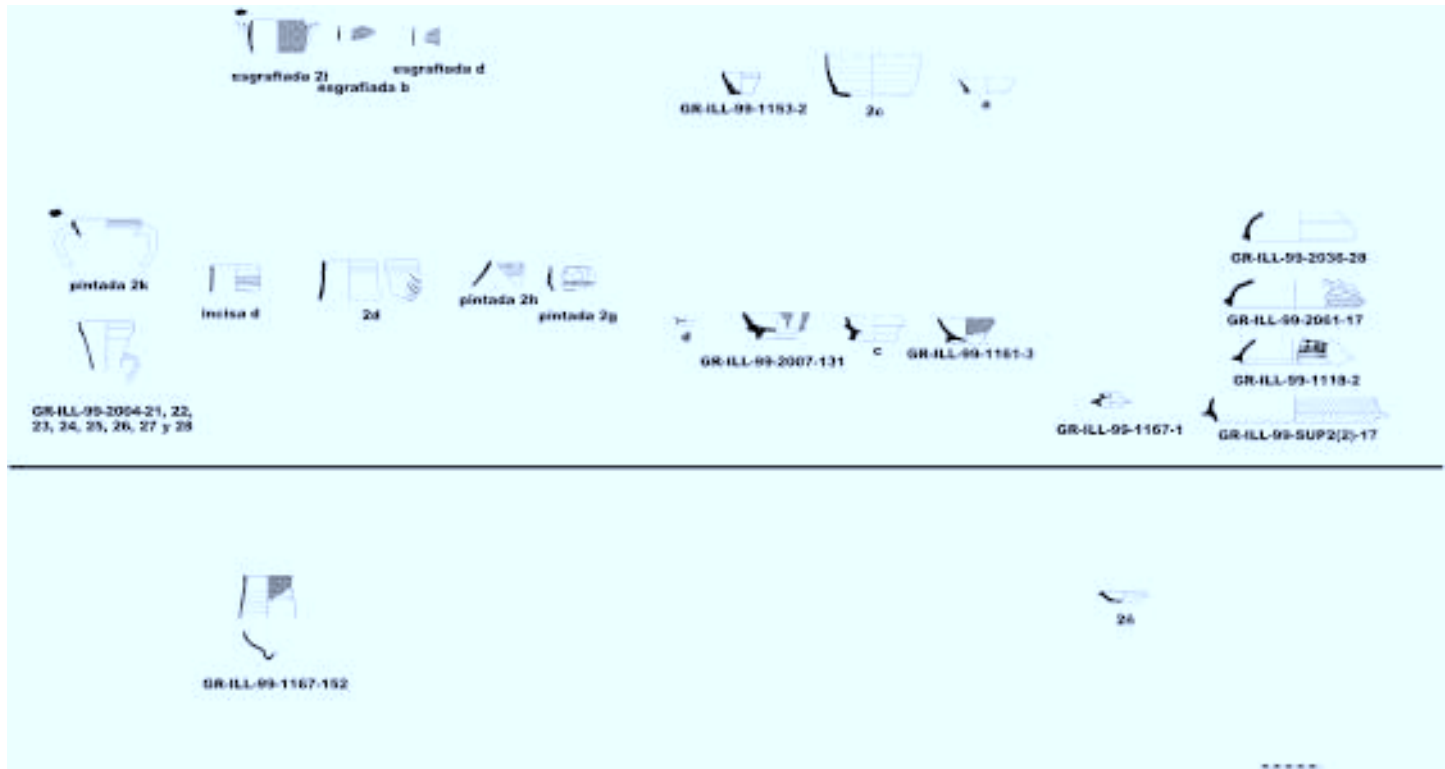 esgrafiada 2i
esgrafiada b
esgrafiada d
GR-ILL-99-1153-2
2c
a
pintada 2k
incisa d
2d
pintada 2h
pintada 2g
d
GR-ILL-99-2007-131
c
GR-ILL-99-1161-3
GR-ILL-99-2036-28
GR-ILL-99-2061-17
GR-ILL-99-1118-2
GR-ILL-99-1167-1
GR-ILL-99-SUP2(2)-17
GR-ILL-99-2004-21, 22,
23, 24, 25, 26, 27 y 28
GR-ILL-99-1167-152